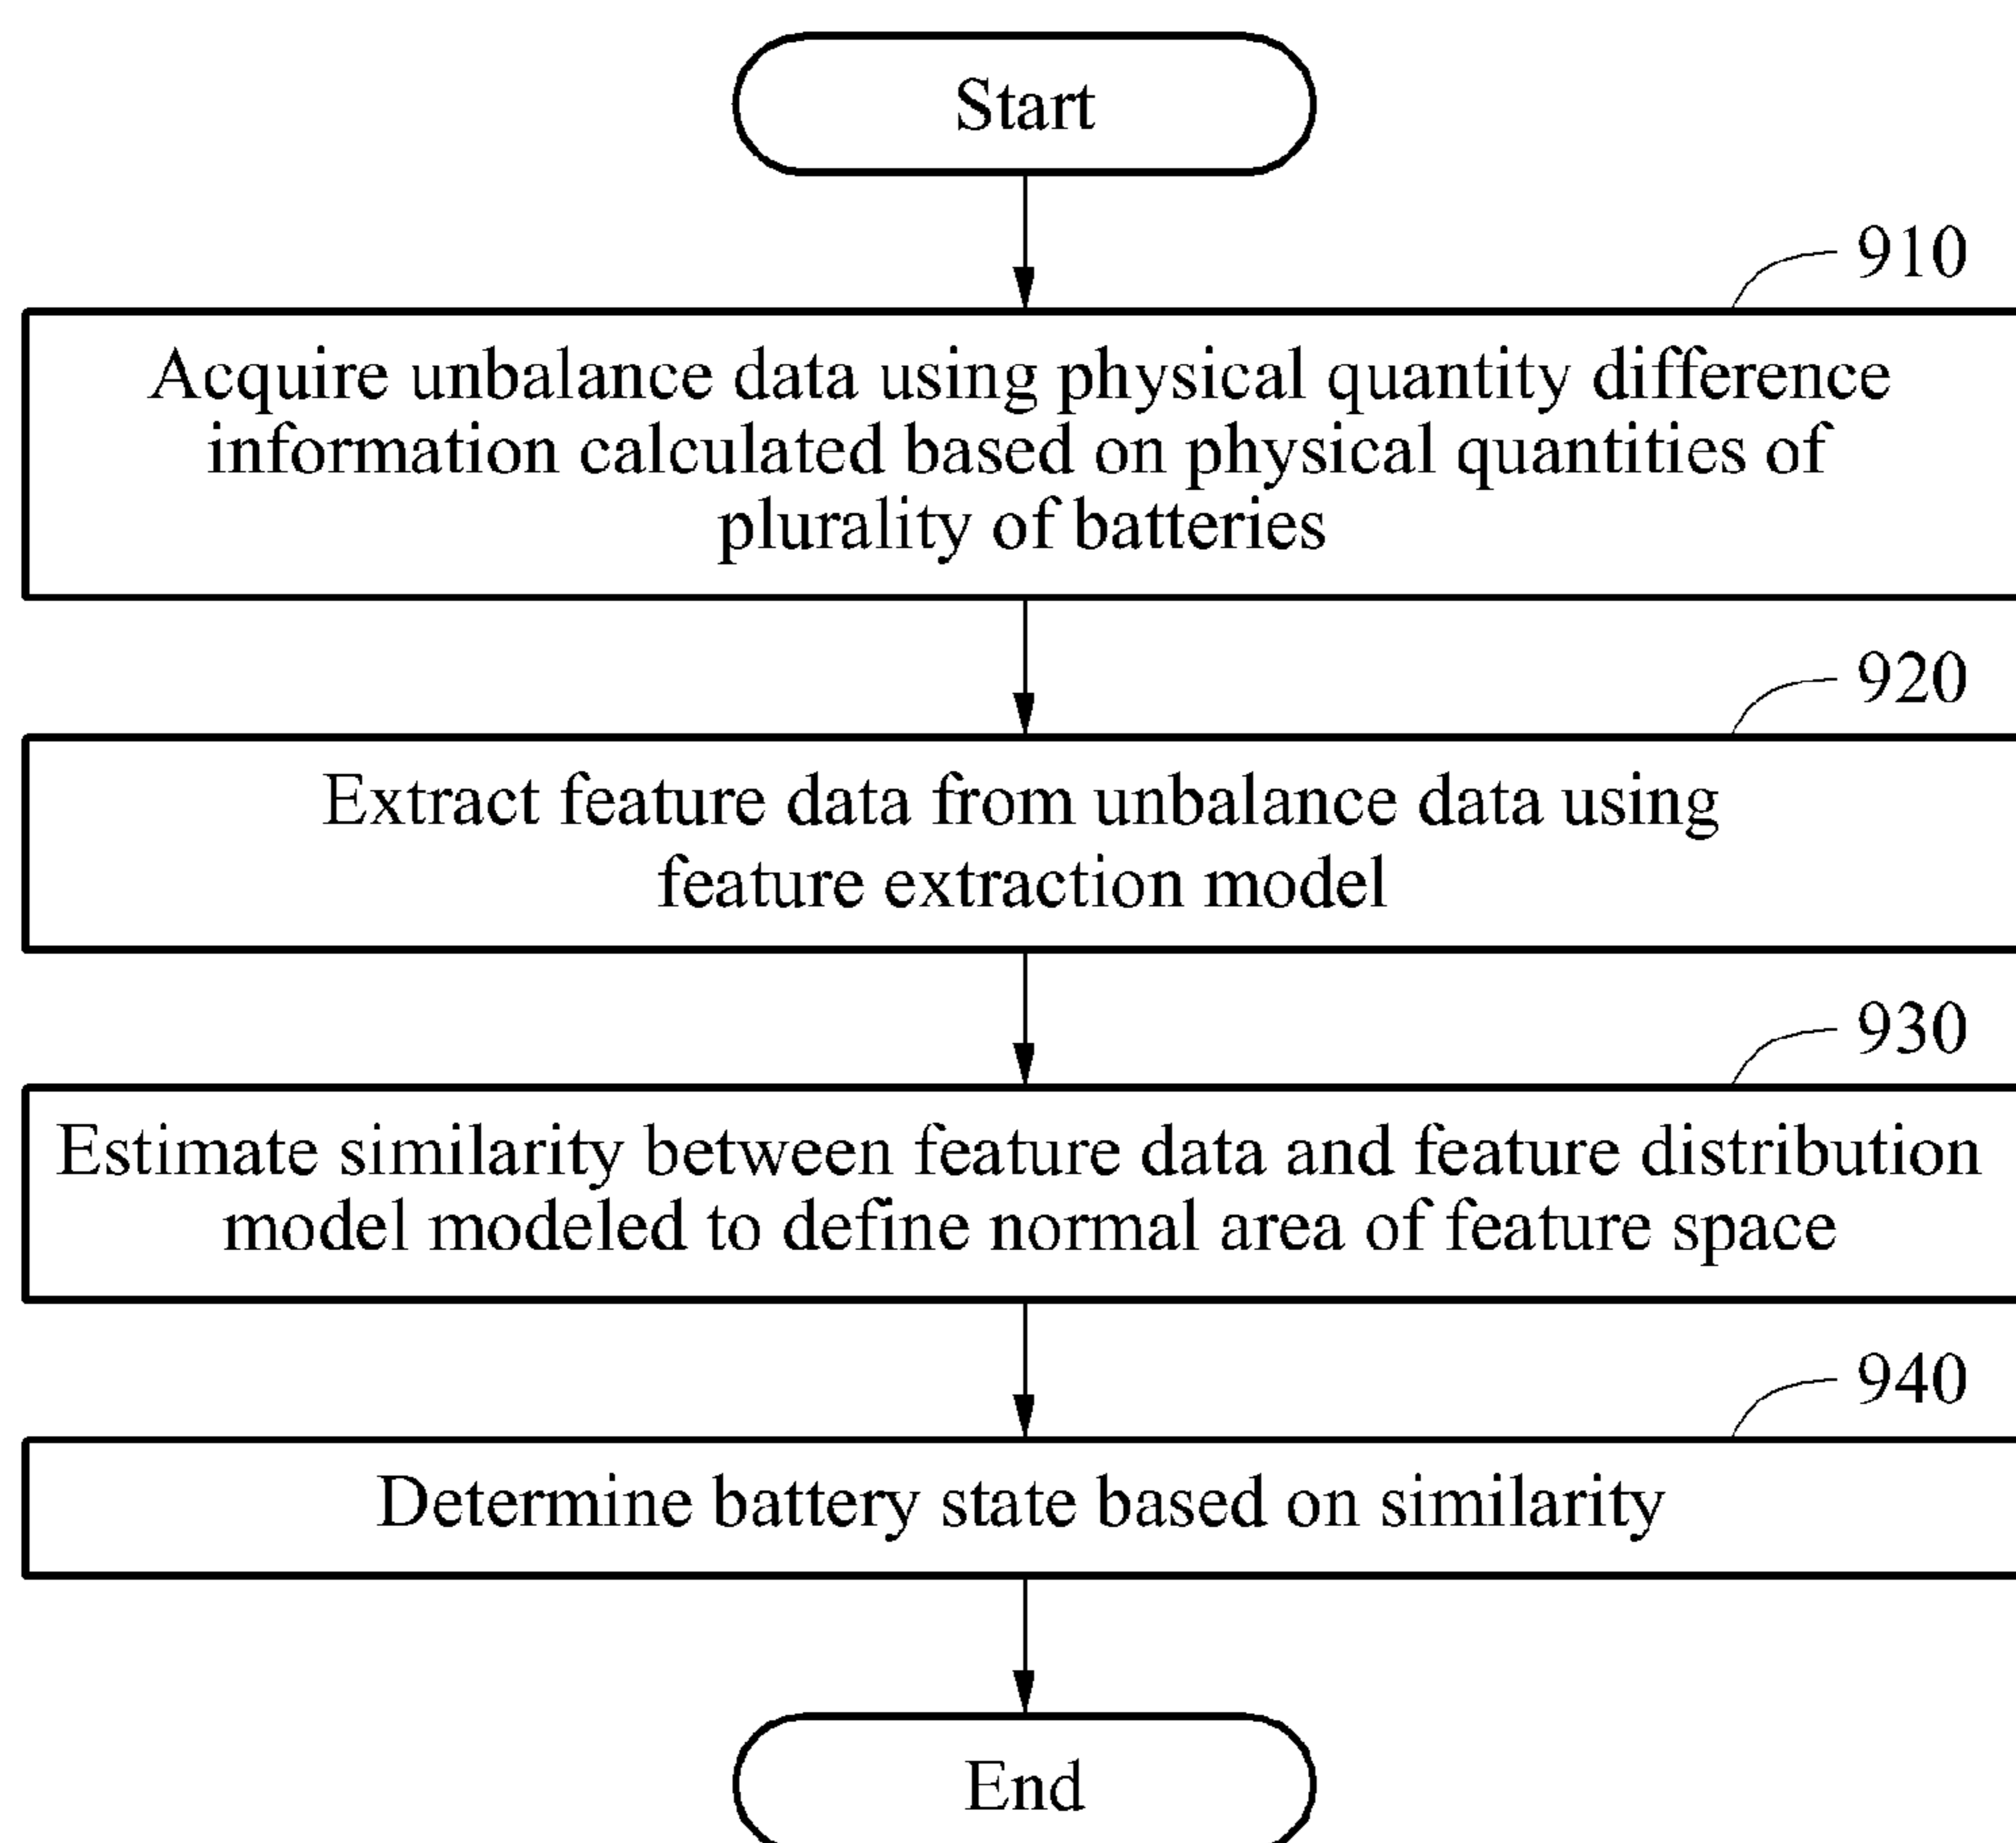 Start
910
Acquire unbalance data using physical quantity difference
information calculated based on physical quantities of
plurality of batteries
920
Extract feature data from unbalance data using
feature extraction model
930
Estimate similarity between feature data and feature distribution
model modeled to define normal area of feature space
940
Determine battery state based on similarity
End